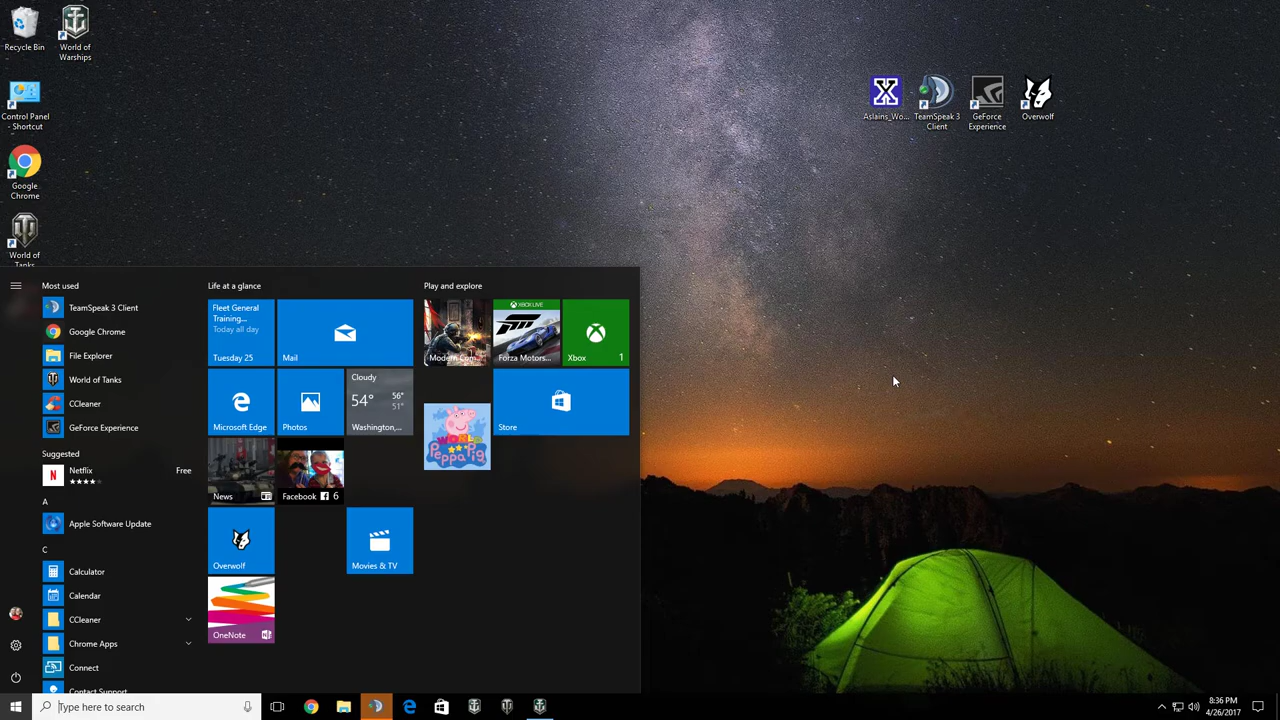 Recycle Bin
World of
Warships
Control Panel
- Shortcut
Google
Chrome
World of
Tanks
Aslains_Wo...
TeamSpeak 3
Client
GeForce
Experience
Overwolf
Most used
TeamSpeak 3 Client
Google Chrome
File Explorer
World of Tanks
CCleaner
GeForce Experience
Suggested
Netflix
Free
A
Apple Software Update
C
Calculator
Calendar
CCleaner
Chrome Apps
Connect
Contact Support
Life at a glance
Fleet General
Training...
Today all day
Tuesday 25
Mail
Microsoft Edge
Photos
Cloudy
54°
56°
51°
Washington,...
News
Facebook
6
Overwolf
Movies & TV
OneNote
Play and explore
Modern Com...
XBOX LIVE
Forza Motors...
Xbox
1
Store
WORLD
Peppa Pig
Type here to search
8:36 PM
4/26/2017